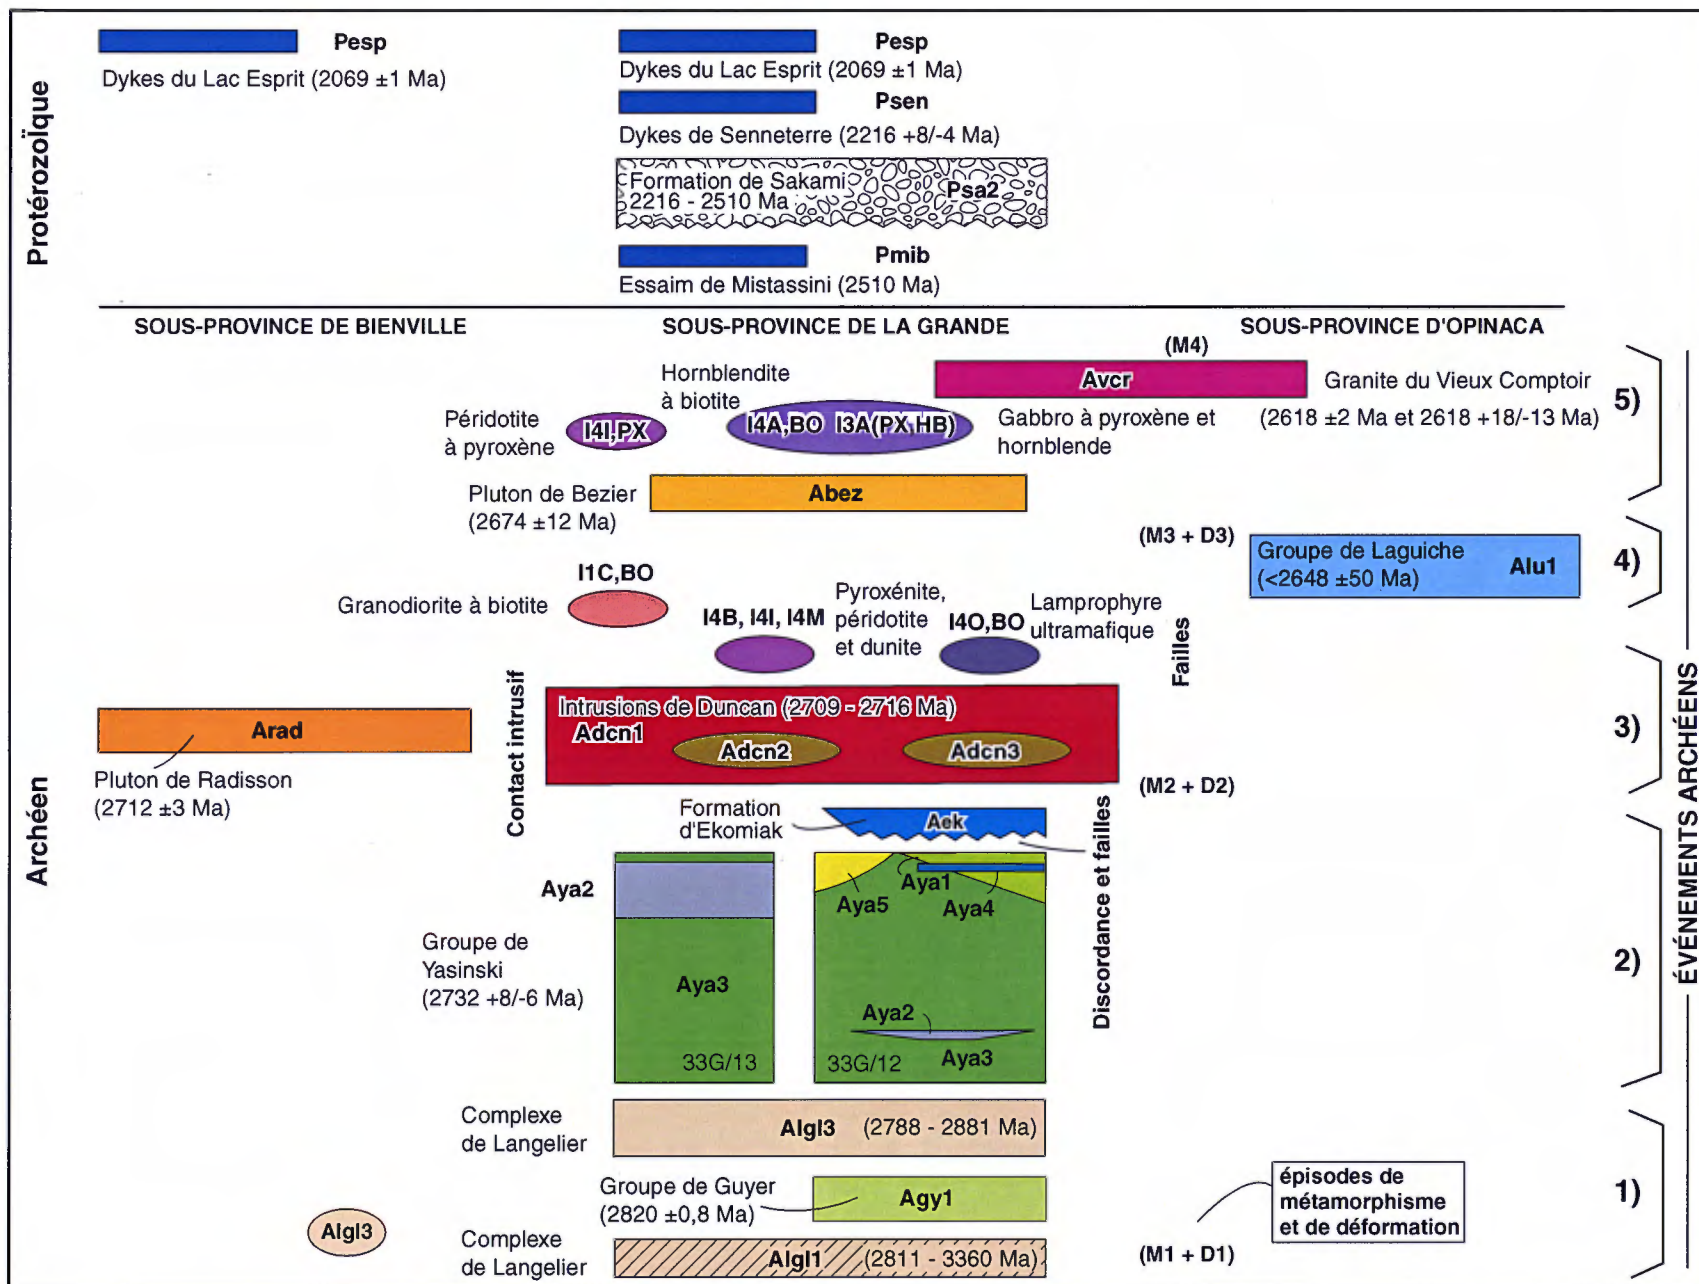 Protérozoïque
Pesp
Dykes du Lac Esprit (2069 ±1 Ma)
Pesp
Dykes du Lac Esprit (2069 ±1 Ma)
Psen
Dykes de Senneterre (2216 +8/-4 Ma)
Formation de Sakami
2216 - 2510 Ma
Psa2
Pmib
Essaim de Mistassini (2510 Ma)
SOUS-PROVINCE DE BIENVILLE
SOUS-PROVINCE DE LA GRANDE
SOUS-PROVINCE D'OPINACA
Archéen
ÉVÉNEMENTS ARCHÉENS
(M4)
Avcr
Granite du Vieux Comptoir
(2618 ±2 Ma et 2618 +18/-13 Ma)
5)
Hornblendite
à biotite
Péridotite
à pyroxène
I4I,PX
I4A,BO I3A(PX,HB)
Gabbro à pyroxène et
hornblende
Pluton de Bezier
(2674 ±12 Ma)
Abez
(M3 + D3)
Groupe de Laguiche
(<2648 ±50 Ma)
Alu1
4)
I1C,BO
Granodiorite à biotite
I4B, I4I, I4M
Pyroxénite,
péridotite
et dunite
I4O,BO
Lamprophyre
ultramafique
Failles
Contact intrusif
Intrusions de Duncan (2709 - 2716 Ma)
Adcn1
Adcn2
Adcn3
3)
Arad
Pluton de Radisson
(2712 ±3 Ma)
(M2 + D2)
Formation
d'Ekomiak
Aek
Discordance et failles
Aya2
Groupe de
Yasinski
(2732 +8/-6 Ma)
Aya3
33G/13
Aya5
Aya1
Aya4
Aya2
Aya3
33G/12
2)
Complexe
de Langelier
Algl3 (2788 - 2881 Ma)
Groupe de Guyer
(2820 ±0,8 Ma)
Agy1
Algl3
Complexe
de Langelier
Algl1 (2811 - 3360 Ma)
(M1 + D1)
épisodes de
métamorphisme
et de déformation
1)